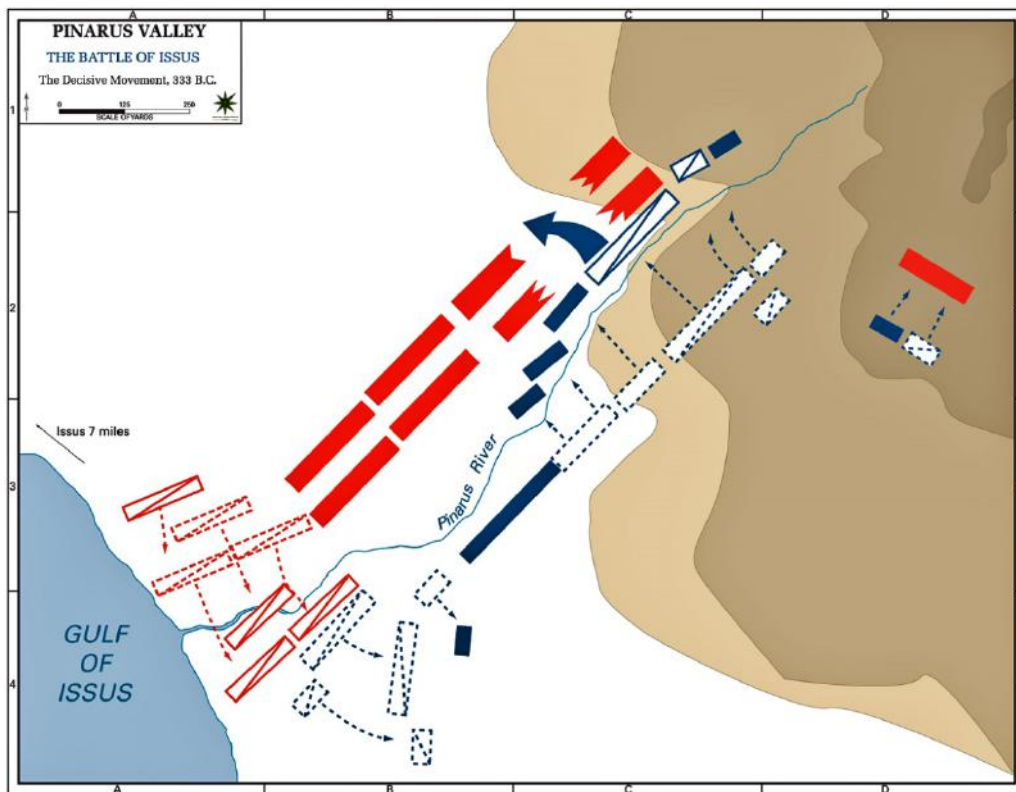 A B C D
PINARUS VALLEY
THE BATTLE OF ISSUS
The Decisive Movement, 333 B.C.
0 125 250
SCALE OF YARDS
1
2
Issus 7 miles
3
Pinarus River
GULF
OF
ISSUS
4
A B C D